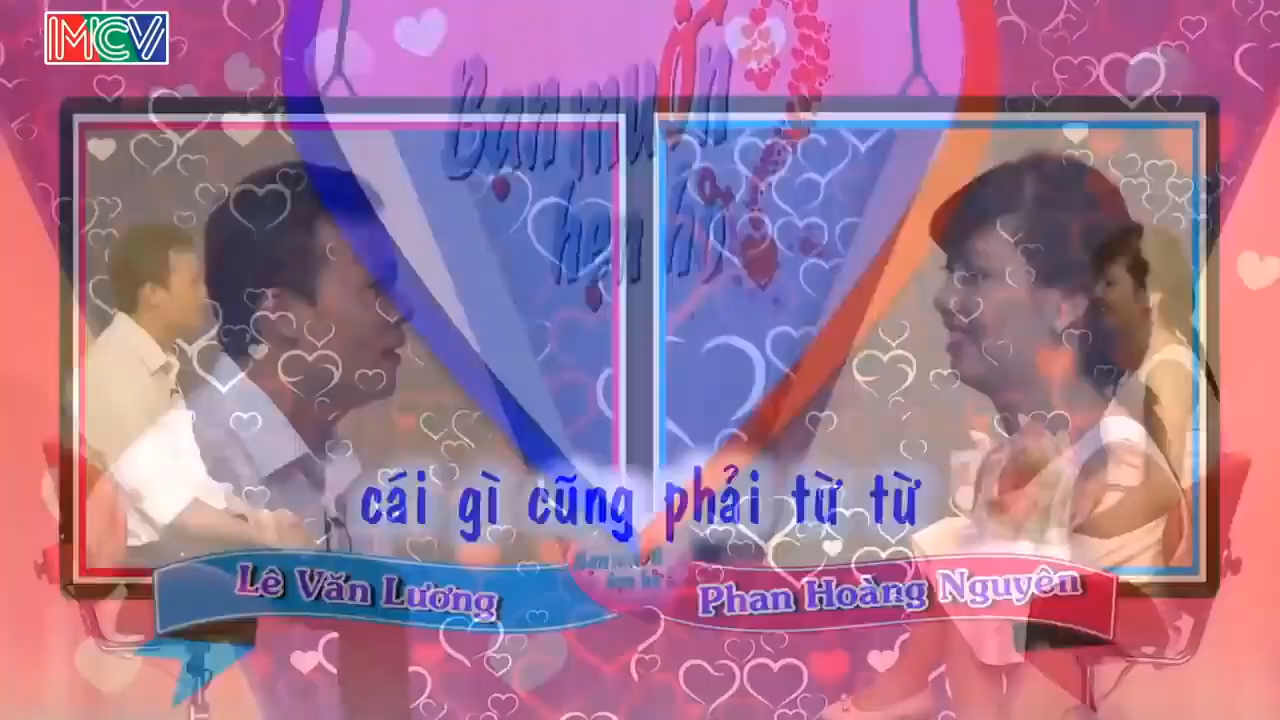 MCV
Bạn muốn
hẹn hò
cái gì cũng phải từ từ
Lê Văn Lương
Phan Hoàng Nguyên